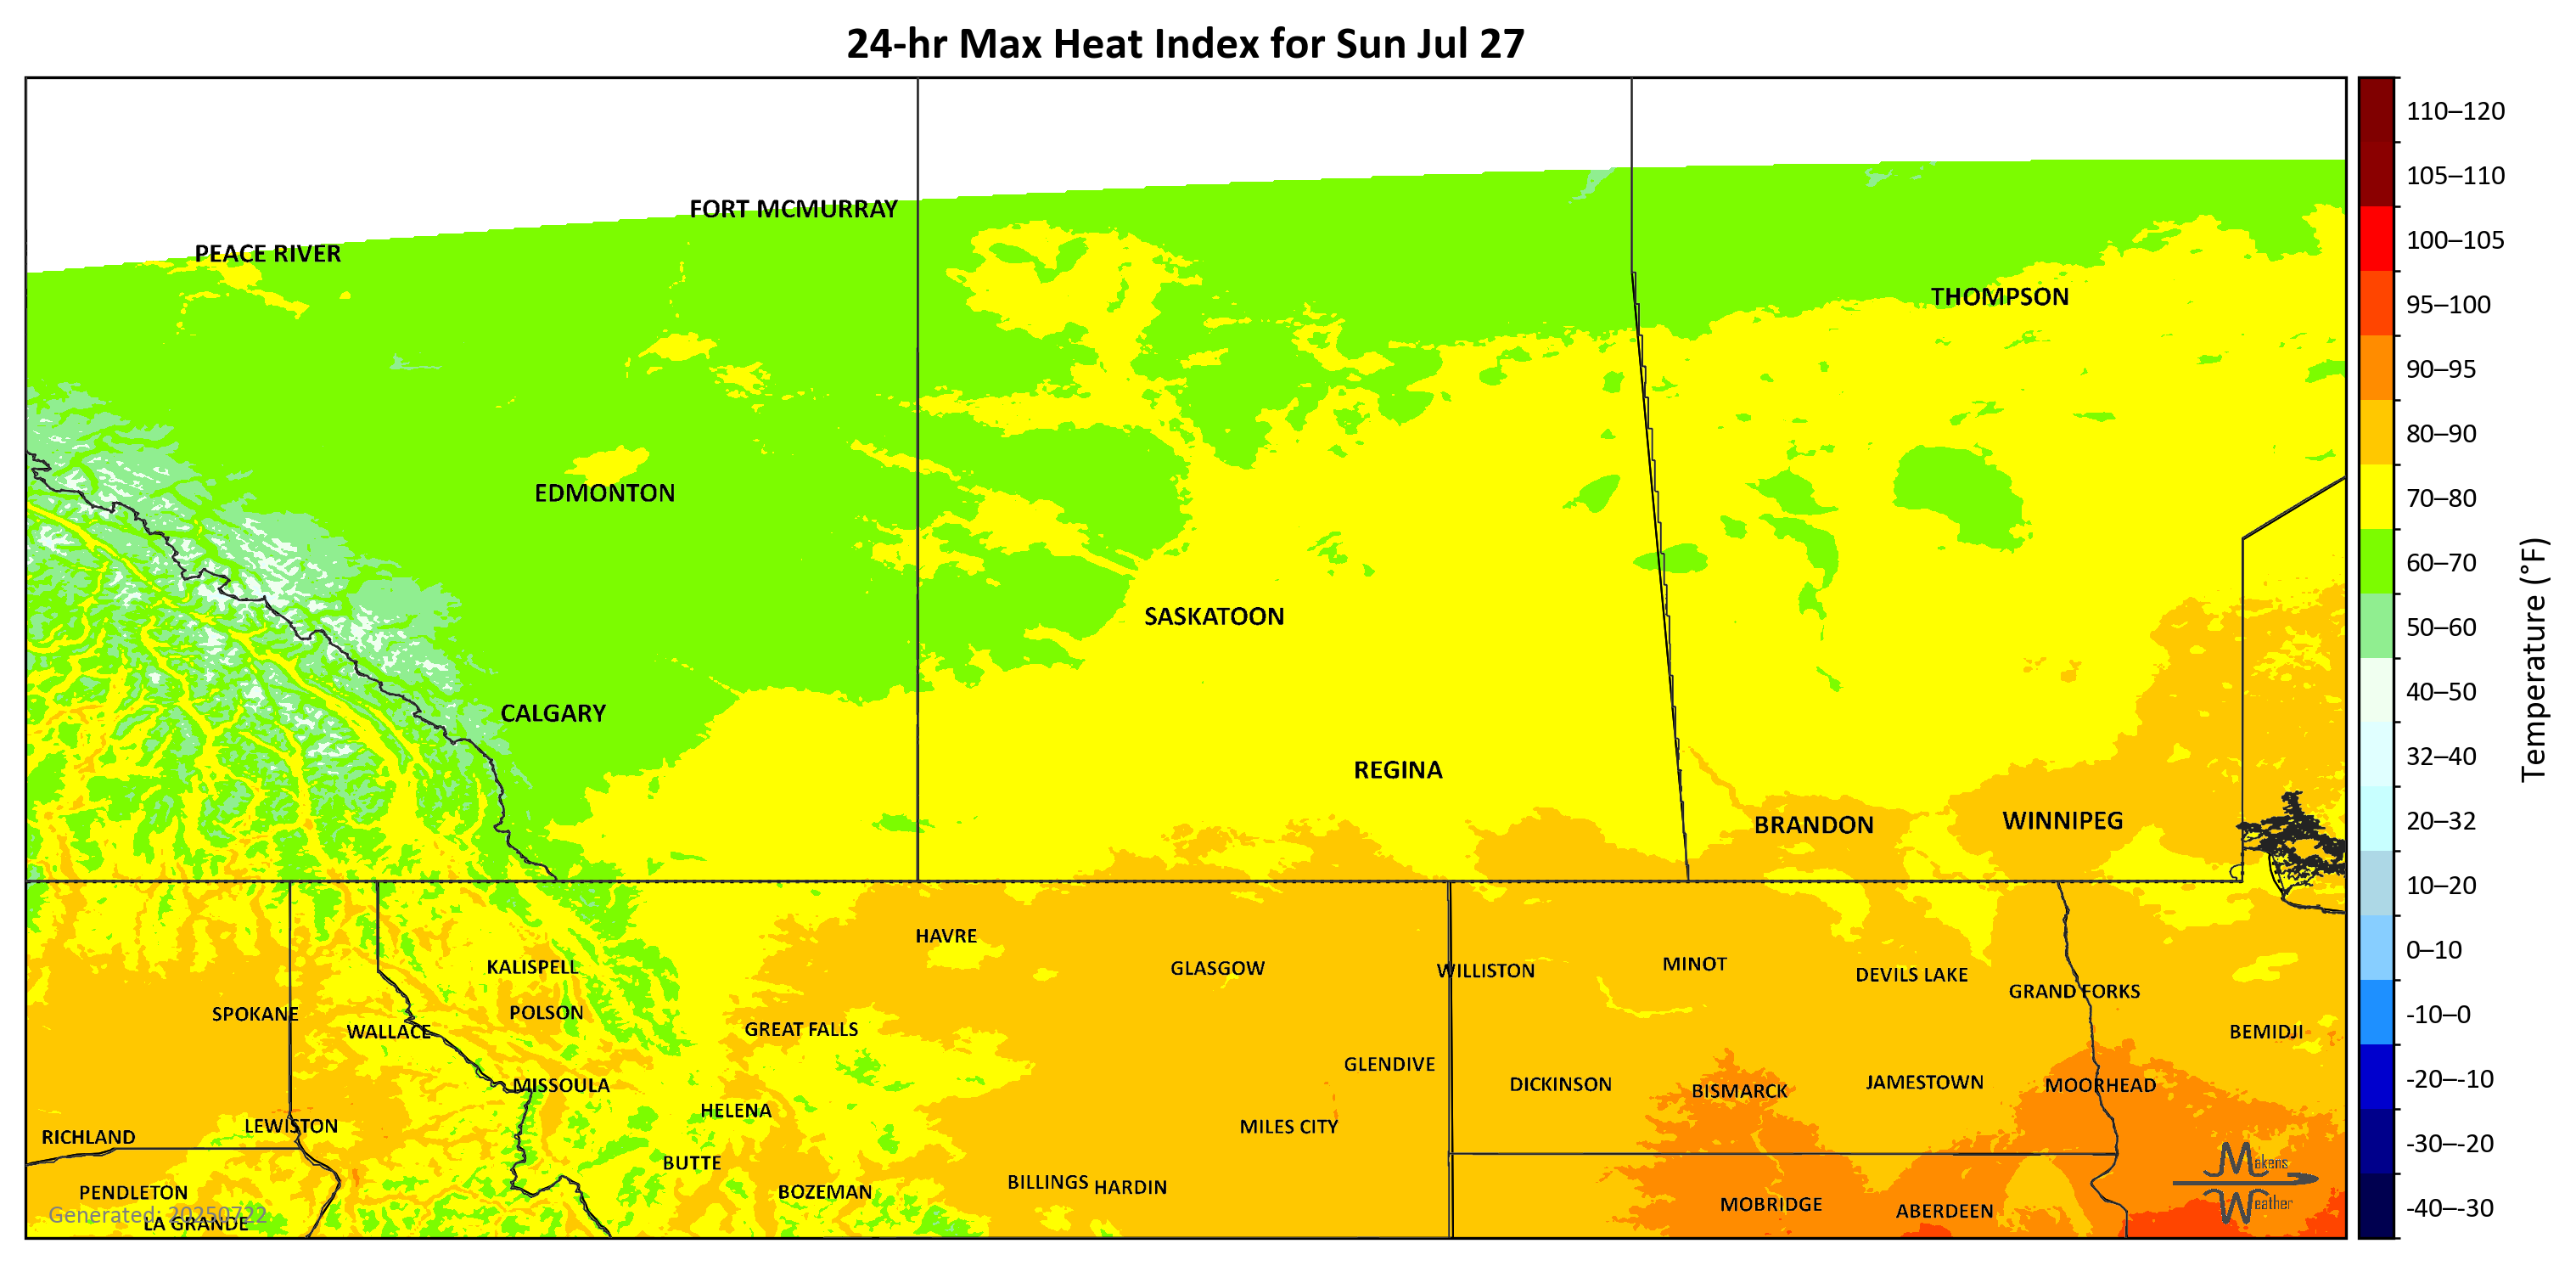 24-hr Max Heat Index for Sun Jul 27
FORT MCMURRAY
PEACE RIVER
THOMPSON
EDMONTON
SASKATOON
CALGARY
REGINA
BRANDON
WINNIPEG
HAVRE
KALISPELL
GLASGOW
WILLISTON
MINOT
DEVILS LAKE
GRAND FORKS
SPOKANE
POLSON
WALLACE
GREAT FALLS
BEMIDJI
GLENDIVE
MISSOULA
DICKINSON
BISMARCK
JAMESTOWN
MOORHEAD
HELENA
LEWISTON
MILES CITY
RICHLAND
BUTTE
BILLINGS
HARDIN
PENDLETON
BOZEMAN
MOBRIDGE
ABERDEEN
LA GRANDE
Generated: 20250722
Makens
Weather
110–120
105–110
100–105
95–100
90–95
80–90
70–80
60–70
50–60
40–50
32–40
20–32
10–20
0–10
-10–0
-20–-10
-30–-20
-40–-30
Temperature (°F)